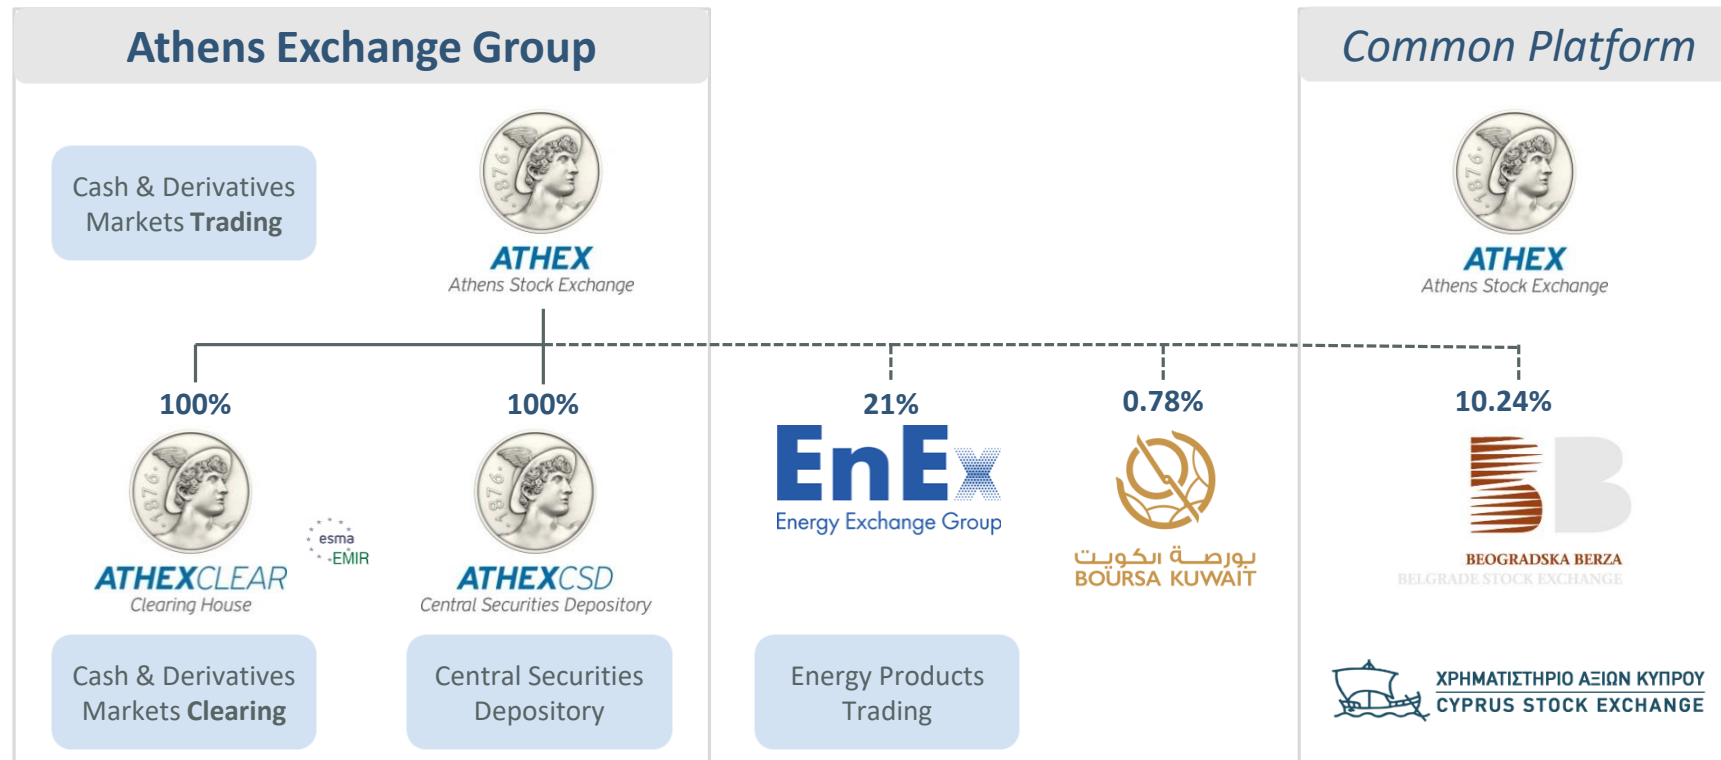 Athens Exchange Group
Common Platform
Cash & Derivatives
Markets Trading
·1876·
ATHEX
Athens Stock Exchange
·1876·
ATHEX
Athens Stock Exchange
100%
100%
21%
0.78%
10.24%
·1876·
ATHEXCLEAR
Clearing House
esma
EMIR
·1876·
ATHEXCSD
Central Securities Depository
EnEx
Energy Exchange Group
بورصة الكويت
BOURSA KUWAIT
BB
BEOGRADSKA BERZA
BELGRADE STOCK EXCHANGE
Cash & Derivatives
Markets Clearing
Central Securities
Depository
Energy Products
Trading
ΧΡΗΜΑΤΙΣΤΗΡΙΟ ΑΞΙΩΝ ΚΥΠΡΟΥ
CYPRUS STOCK EXCHANGE